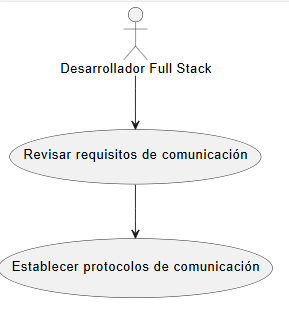 Desarrollador Full Stack
Revisar requisitos de comunicación
Establecer protocolos de comunicación